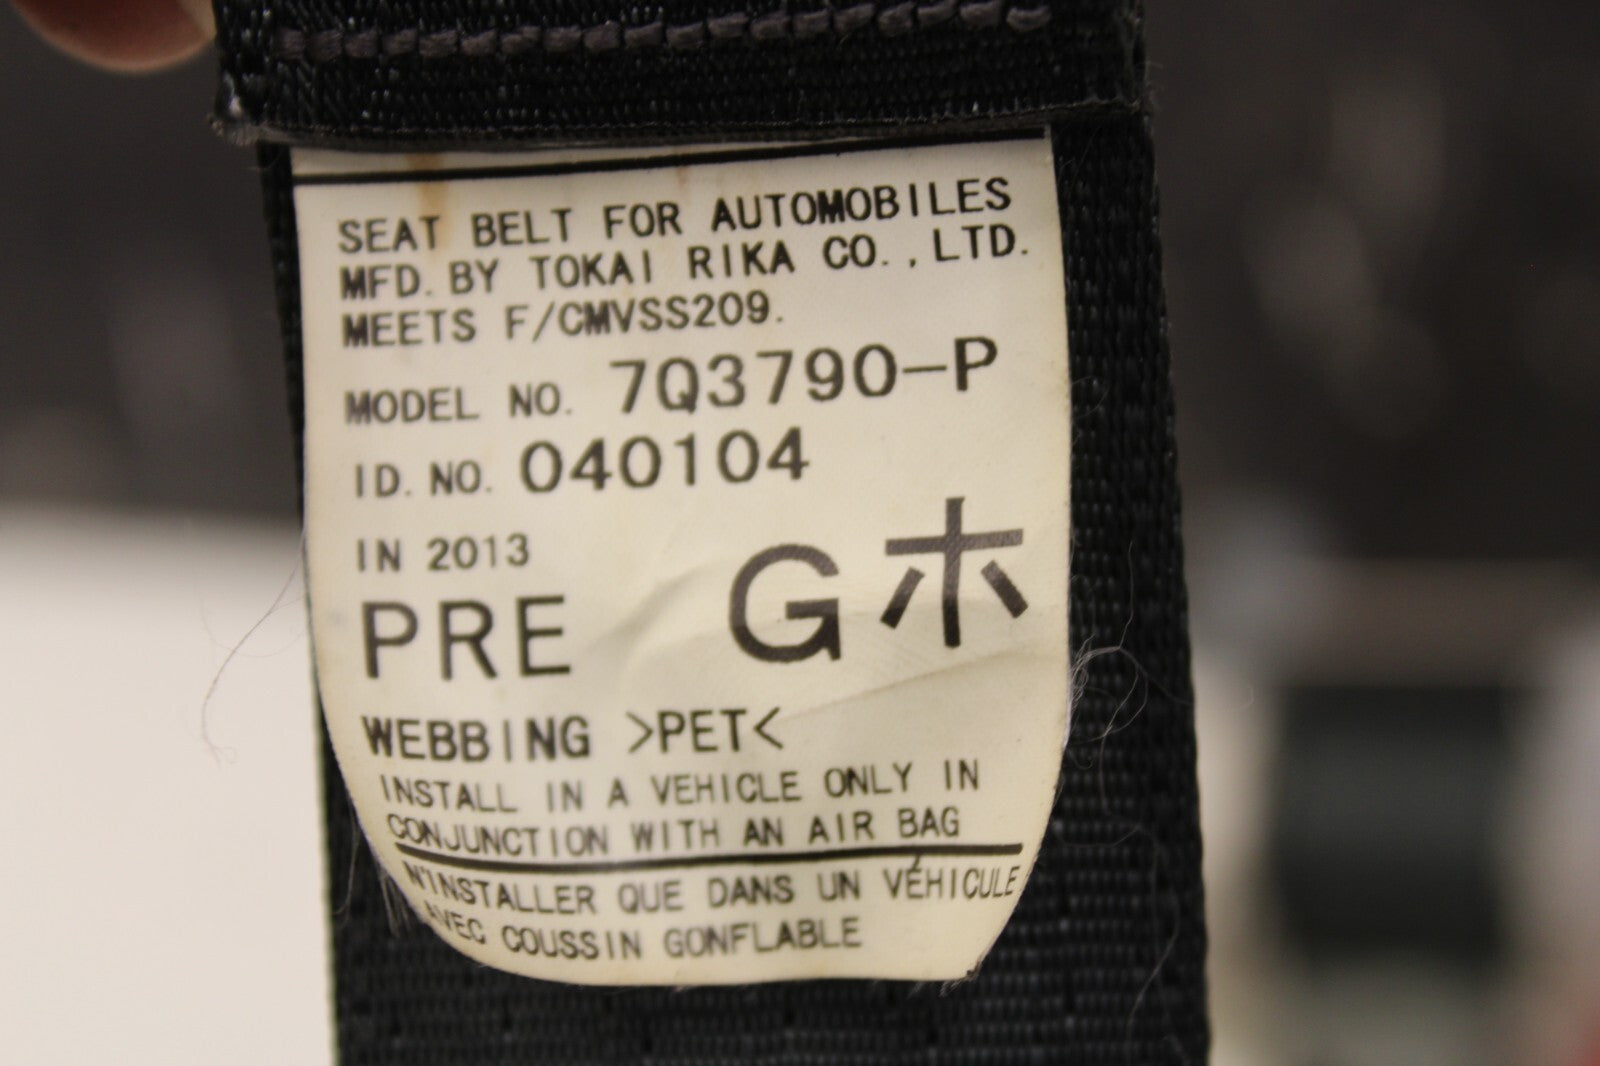 SEAT BELT FOR AUTOMOBILES
MFD. BY TOKAI RIKA CO., LTD.
MEETS F/CMVSS209.
MODEL NO. 7Q3790-P
ID. NO. 040104
IN 2013
PRE G ホ
WEBBING >PET<
INSTALL IN A VEHICLE ONLY IN
CONJUNCTION WITH AN AIR BAG
N'INSTALLER QUE DANS UN VÉHICULE
AVEC COUSSIN GONFLABLE